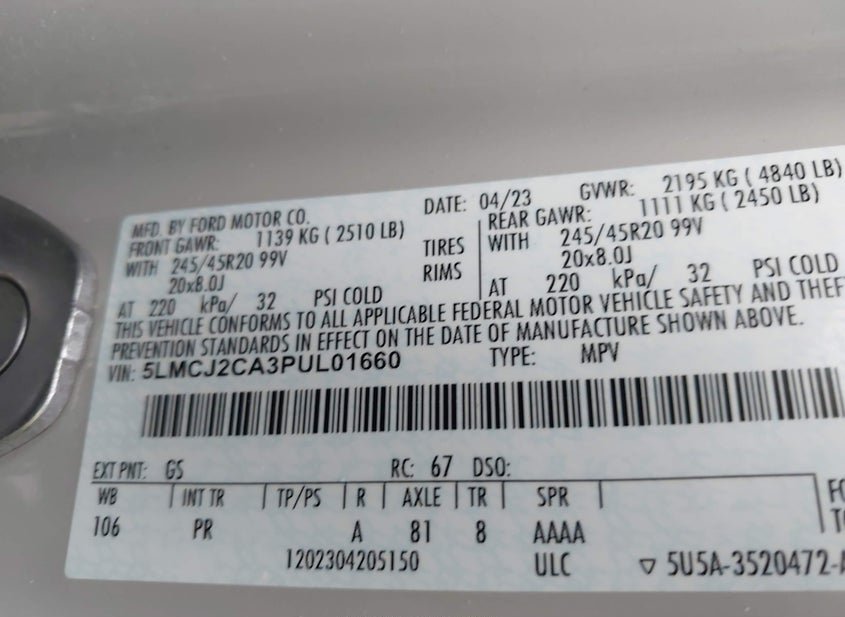 MFD. BY FORD MOTOR CO. DATE: 04/23 GVWR: 2195 KG ( 4840 LB)
FRONT GAWR: 1139 KG ( 2510 LB) REAR GAWR: 1111 KG ( 2450 LB)
WITH 245/45R20 99V TIRES WITH 245/45R20 99V
20x8.0J RIMS 20x8.0J
AT 220 kPa/ 32 PSI COLD AT 220 kPa/ 32 PSI COLD
THIS VEHICLE CONFORMS TO ALL APPLICABLE FEDERAL MOTOR VEHICLE SAFETY AND THEF
PREVENTION STANDARDS IN EFFECT ON THE DATE OF MANUFACTURE SHOWN ABOVE.
VIN: 5LMCJ2CA3PUL01660 TYPE: MPV
EXT PNT: GS RC: 67 DSO:
WB INT TR TP/PS R AXLE TR SPR
106 PR A 81 8 AAAA
1202304205150 ULC ▽ 5U5A-3520472-A